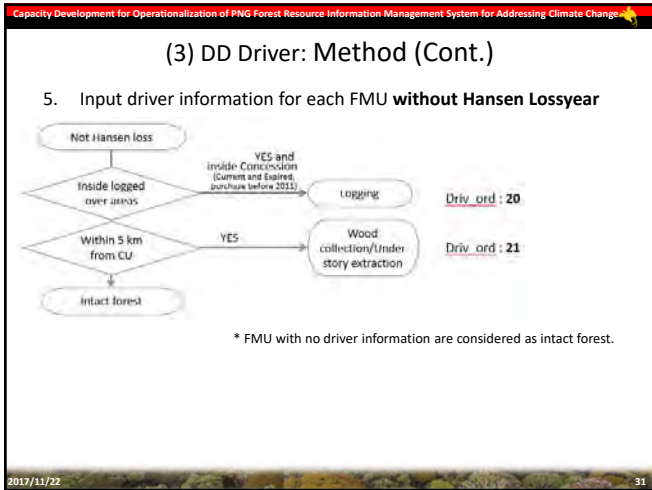 Capacity Development for Operationalization of PNG Forest Resource Information Management System for Addressing Climate Change
(3) DD Driver: Method (Cont.)
5. Input driver information for each FMU without Hansen Lossyear
Not Hansen loss
YES and
inside Concession
(Current and Expired,
purchase before 2011)
Inside logged
over areas
Logging
Driv_ord : 20
Within 5 km
from CU
YES
Wood
collection/Under
story extraction
Driv_ord : 21
Intact forest
* FMU with no driver information are considered as intact forest.
2017/11/22
31